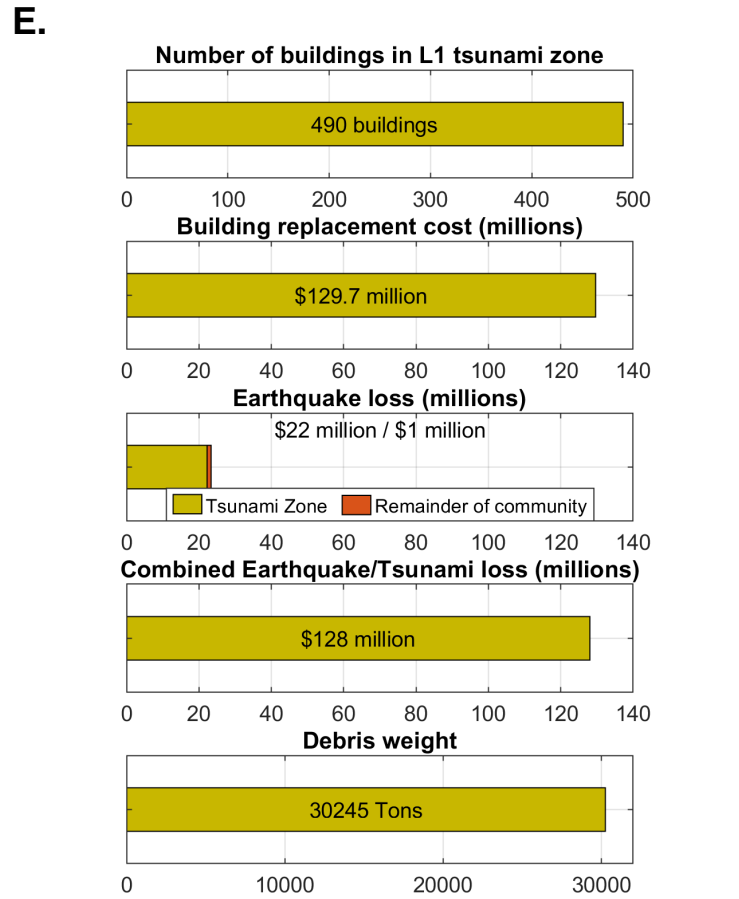 E.
Number of buildings in L1 tsunami zone
490 buildings
0 100 200 300 400 500
Building replacement cost (millions)
$129.7 million
0 20 40 60 80 100 120 140
Earthquake loss (millions)
$22 million / $1 million
Tsunami Zone Remainder of community
0 20 40 60 80 100 120 140
Combined Earthquake/Tsunami loss (millions)
$128 million
0 20 40 60 80 100 120 140
Debris weight
30245 Tons
0 10000 20000 30000